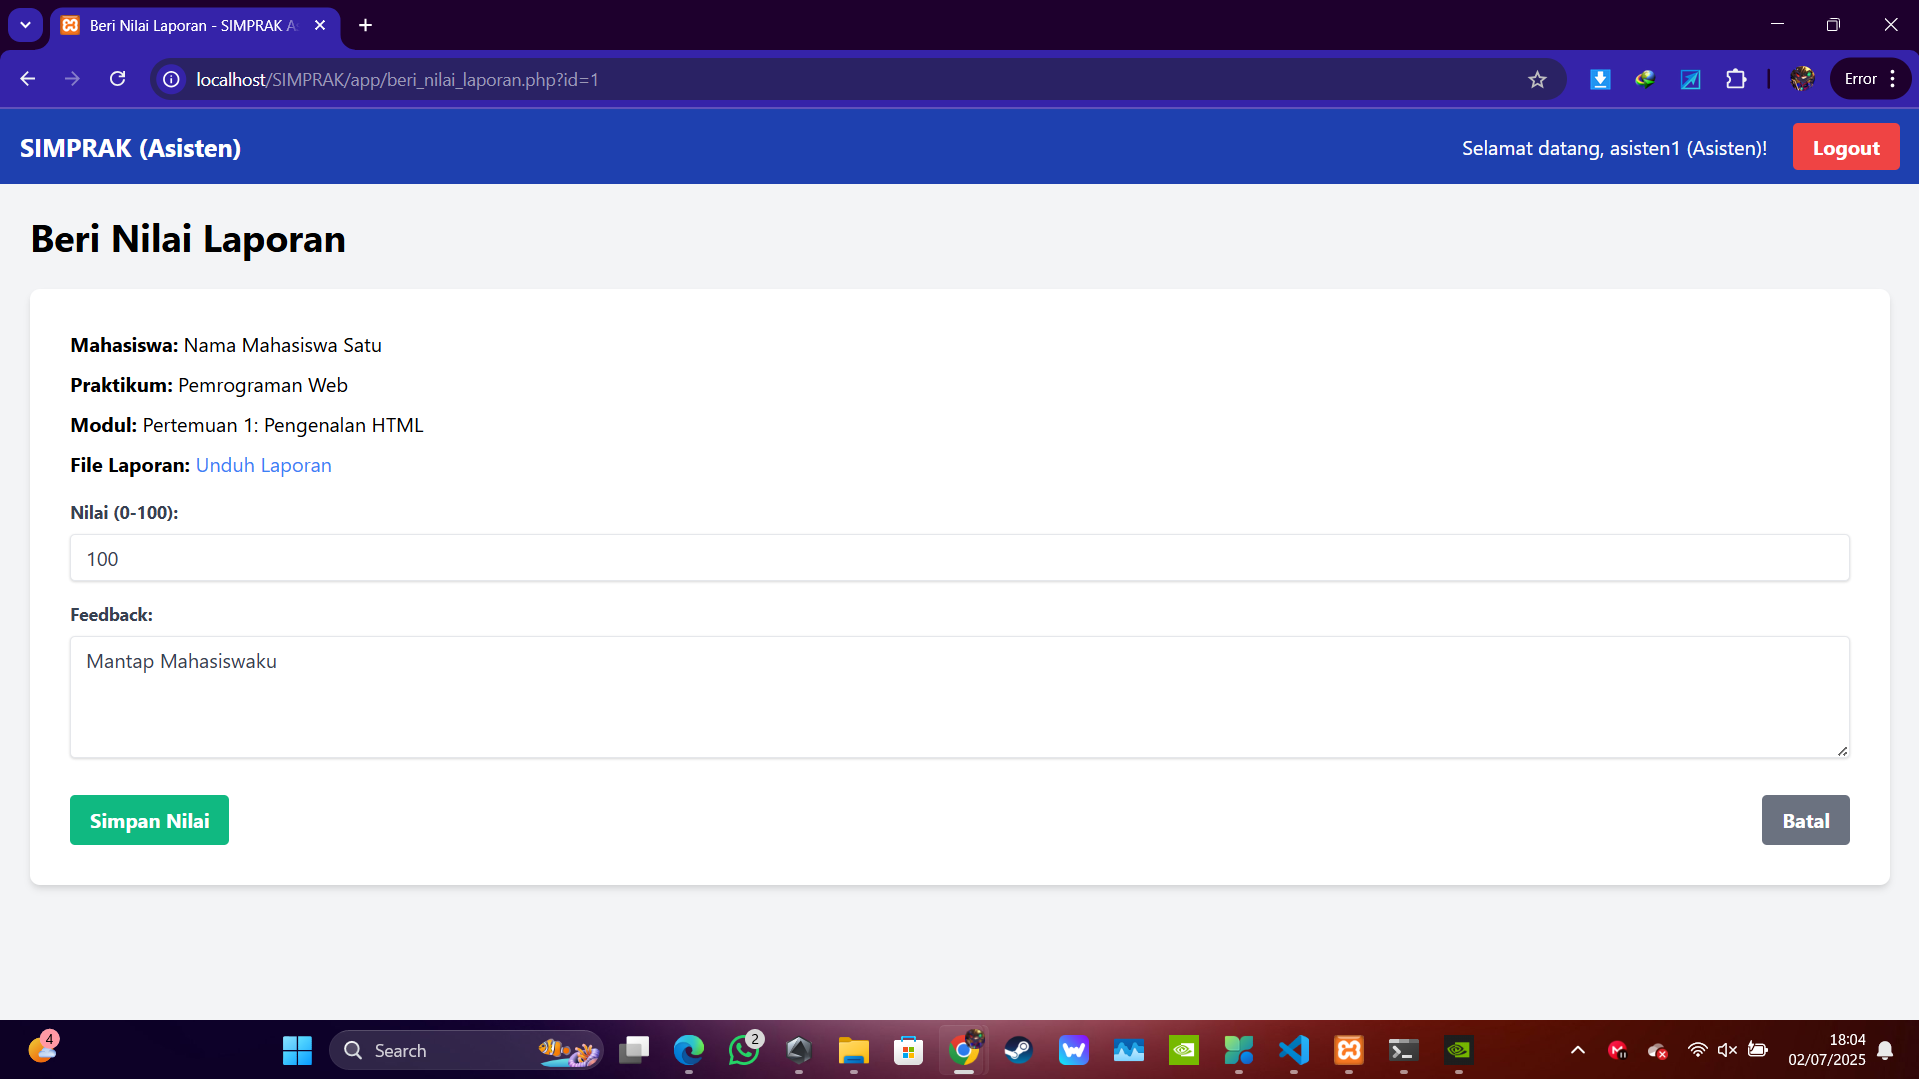 Beri Nilai Laporan - SIMPRAK A
localhost/SIMPRAK/app/beri_nilai_laporan.php?id=1
Error
SIMPRAK (Asisten)
Selamat datang, asisten1 (Asisten)!
Logout
Beri Nilai Laporan
Mahasiswa: Nama Mahasiswa Satu
Praktikum: Pemrograman Web
Modul: Pertemuan 1: Pengenalan HTML
File Laporan: Unduh Laporan
Nilai (0-100):
100
Feedback:
Mantap Mahasiswaku
Simpan Nilai
Batal
4
Search
2
18:04
02/07/2025